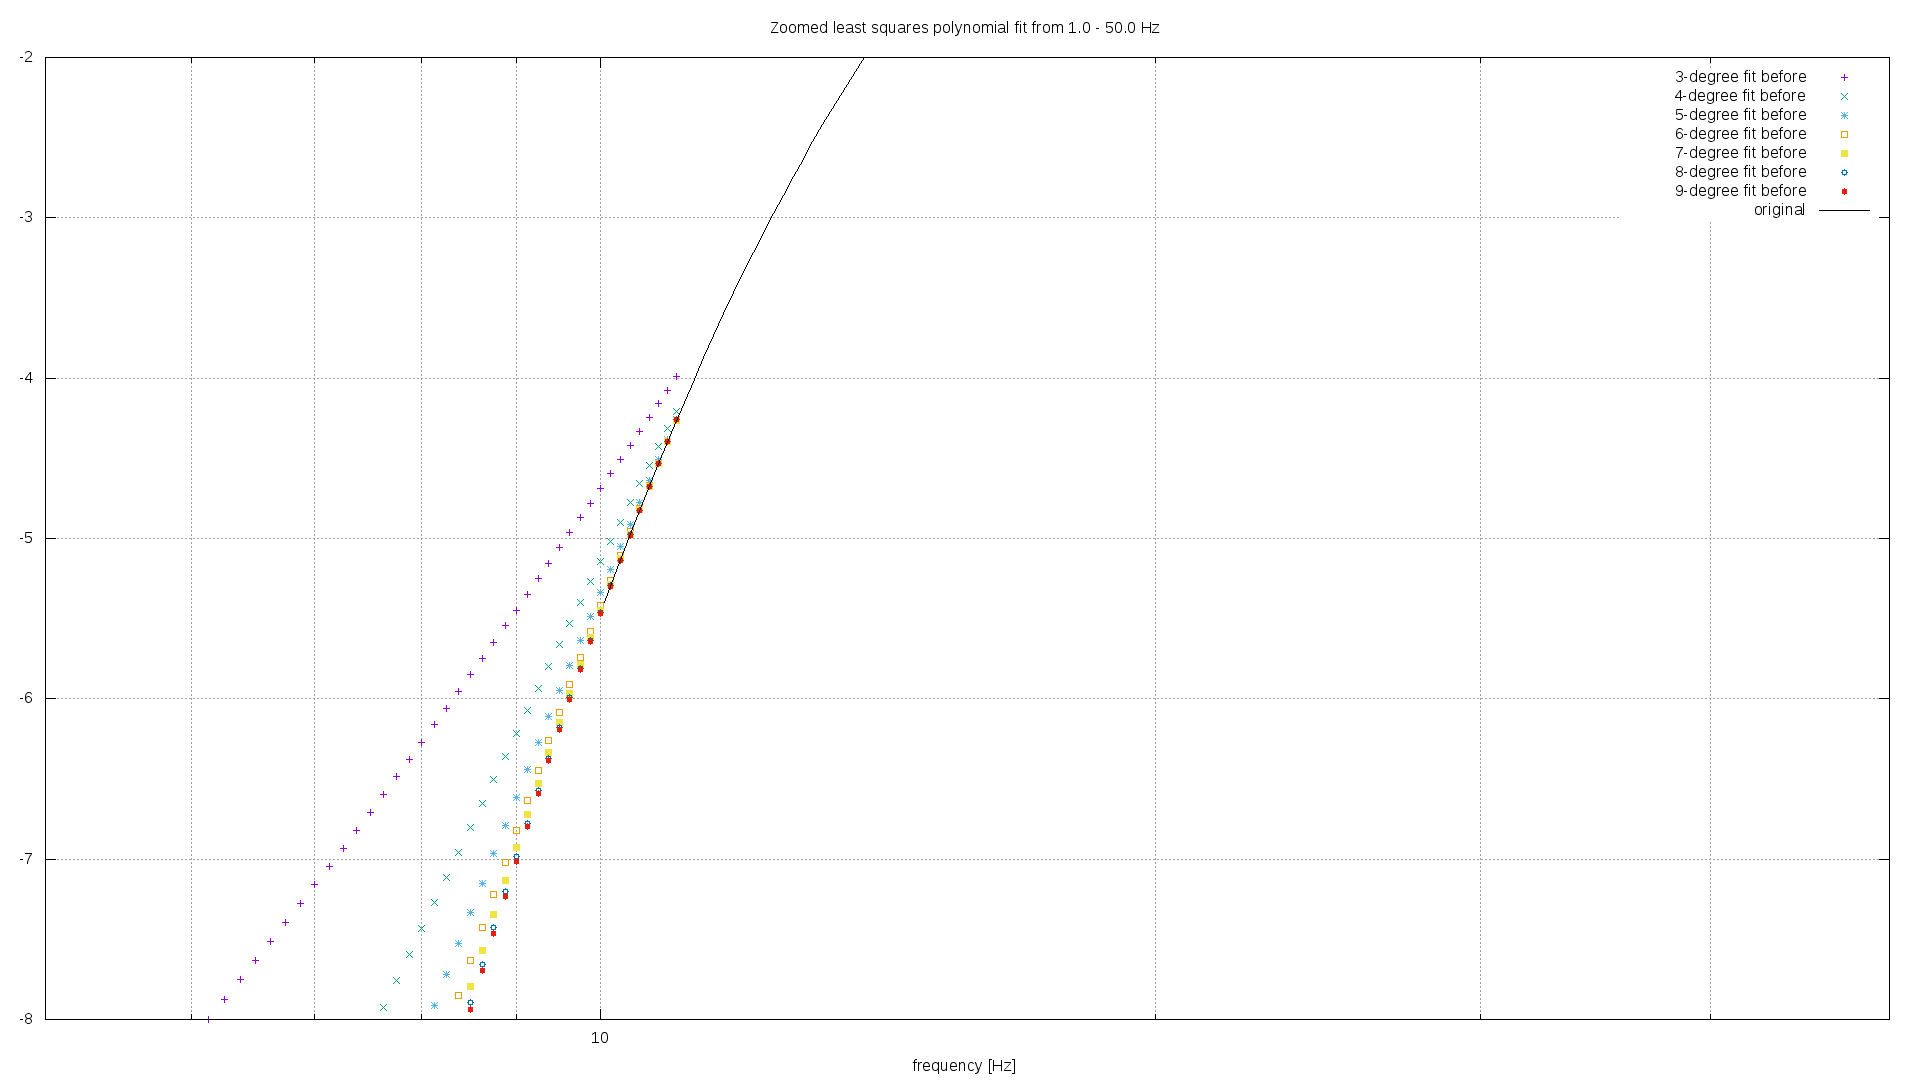 Zoomed least squares polynomial fit from 1.0 - 50.0 Hz
-2
3-degree fit before
4-degree fit before
5-degree fit before
6-degree fit before
7-degree fit before
8-degree fit before
9-degree fit before
original
-3
-4
-5
-6
-7
-8
10
frequency [Hz]